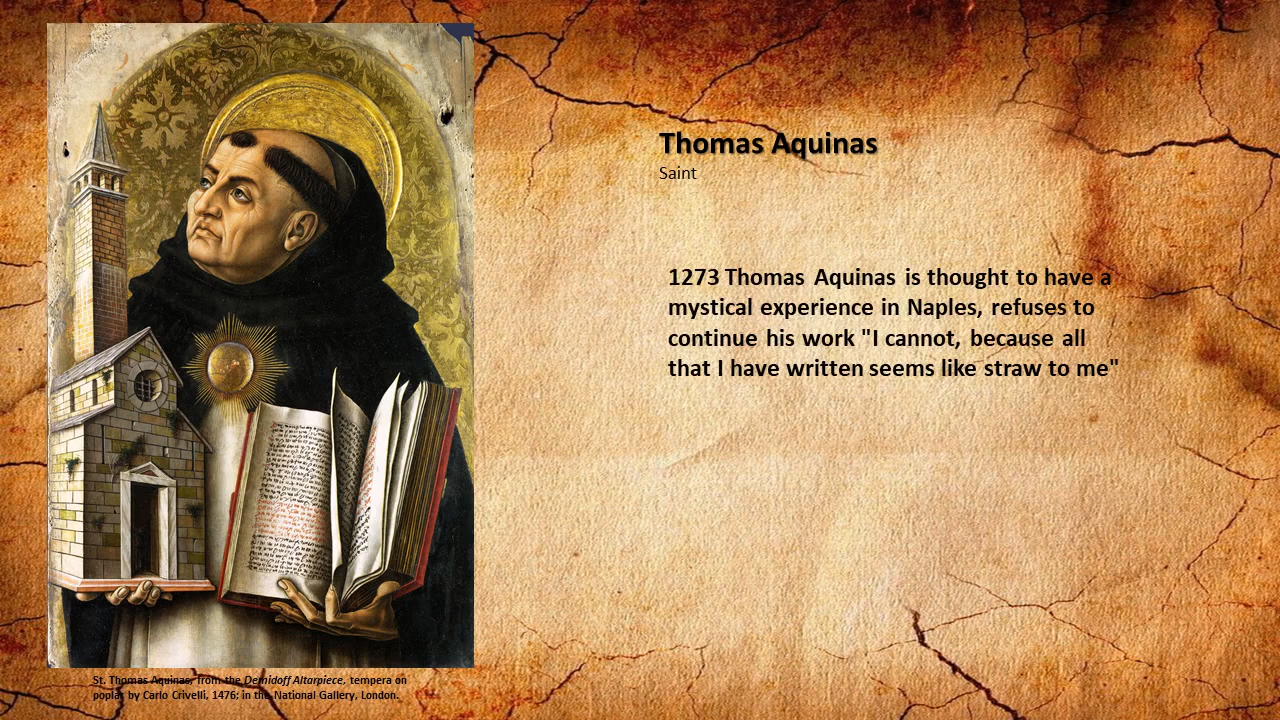 Thomas Aquinas
Saint
1273 Thomas Aquinas is thought to have a
mystical experience in Naples, refuses to
continue his work "I cannot, because all
that I have written seems like straw to me"
St. Thomas Aquinas, from the Demidoff Altarpiece, tempera on
poplar by Carlo Crivelli, 1476; in the National Gallery, London.